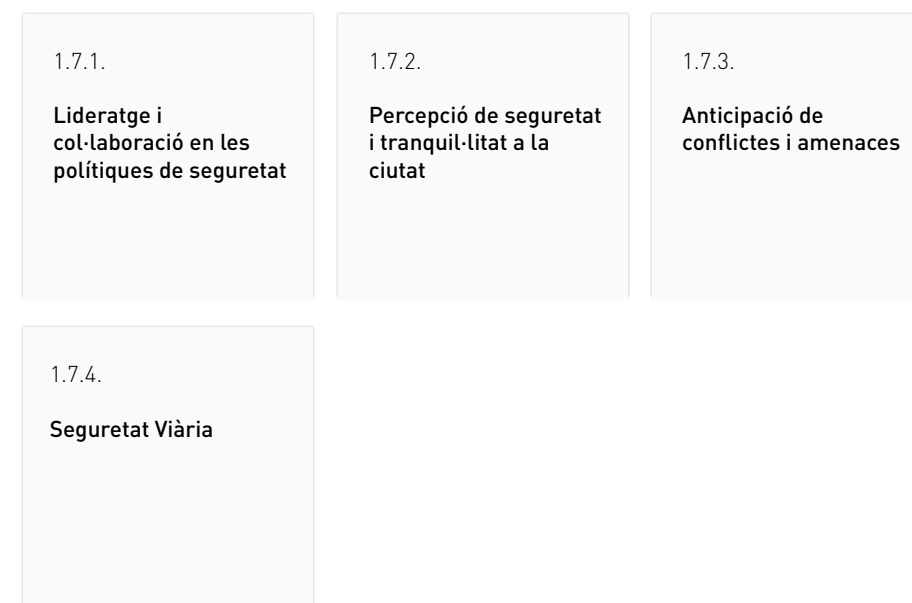 1.7.1.
Lideratge i
col·laboració en les
polítiques de seguretat
1.7.2.
Percepció de seguretat
i tranquil·litat a la
ciutat
1.7.3.
Anticipació de
conflictes i amenaces
1.7.4.
Seguretat Viària